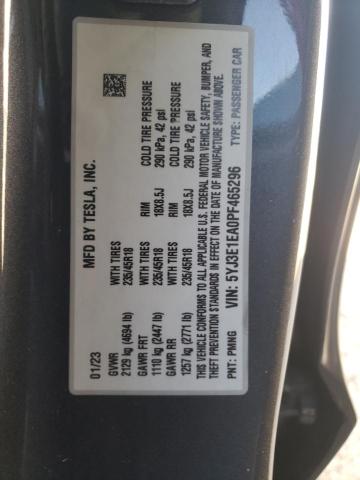 MFD BY TESLA, INC.
01/23
GVWR
2129 kg (4694 lb)
WITH TIRES
235/45R18
RIM
18X8.5J
COLD TIRE PRESSURE
290 kPa, 42 psi
GAWR FRT
1110 kg (2447 lb)
WITH TIRES
235/45R18
RIM
18X8.5J
COLD TIRE PRESSURE
290 kPa, 42 psi
GAWR RR
1257 kg (2771 lb)
THIS VEHICLE CONFORMS TO ALL APPLICABLE U.S. FEDERAL MOTOR VEHICLE SAFETY, BUMPER, AND
THEFT PREVENTION STANDARDS IN EFFECT ON THE DATE OF MANUFACTURE SHOWN ABOVE.
VIN: 5YJ3E1EA0PF465296
PNT: PMNG
TYPE: PASSENGER CAR